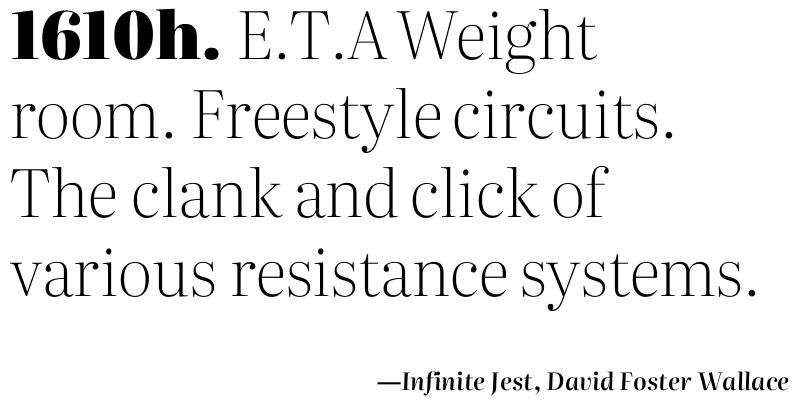 1610h. E.T.A Weight
room. Freestyle circuits.
The clank and click of
various resistance systems.
—Infinite Jest, David Foster Wallace